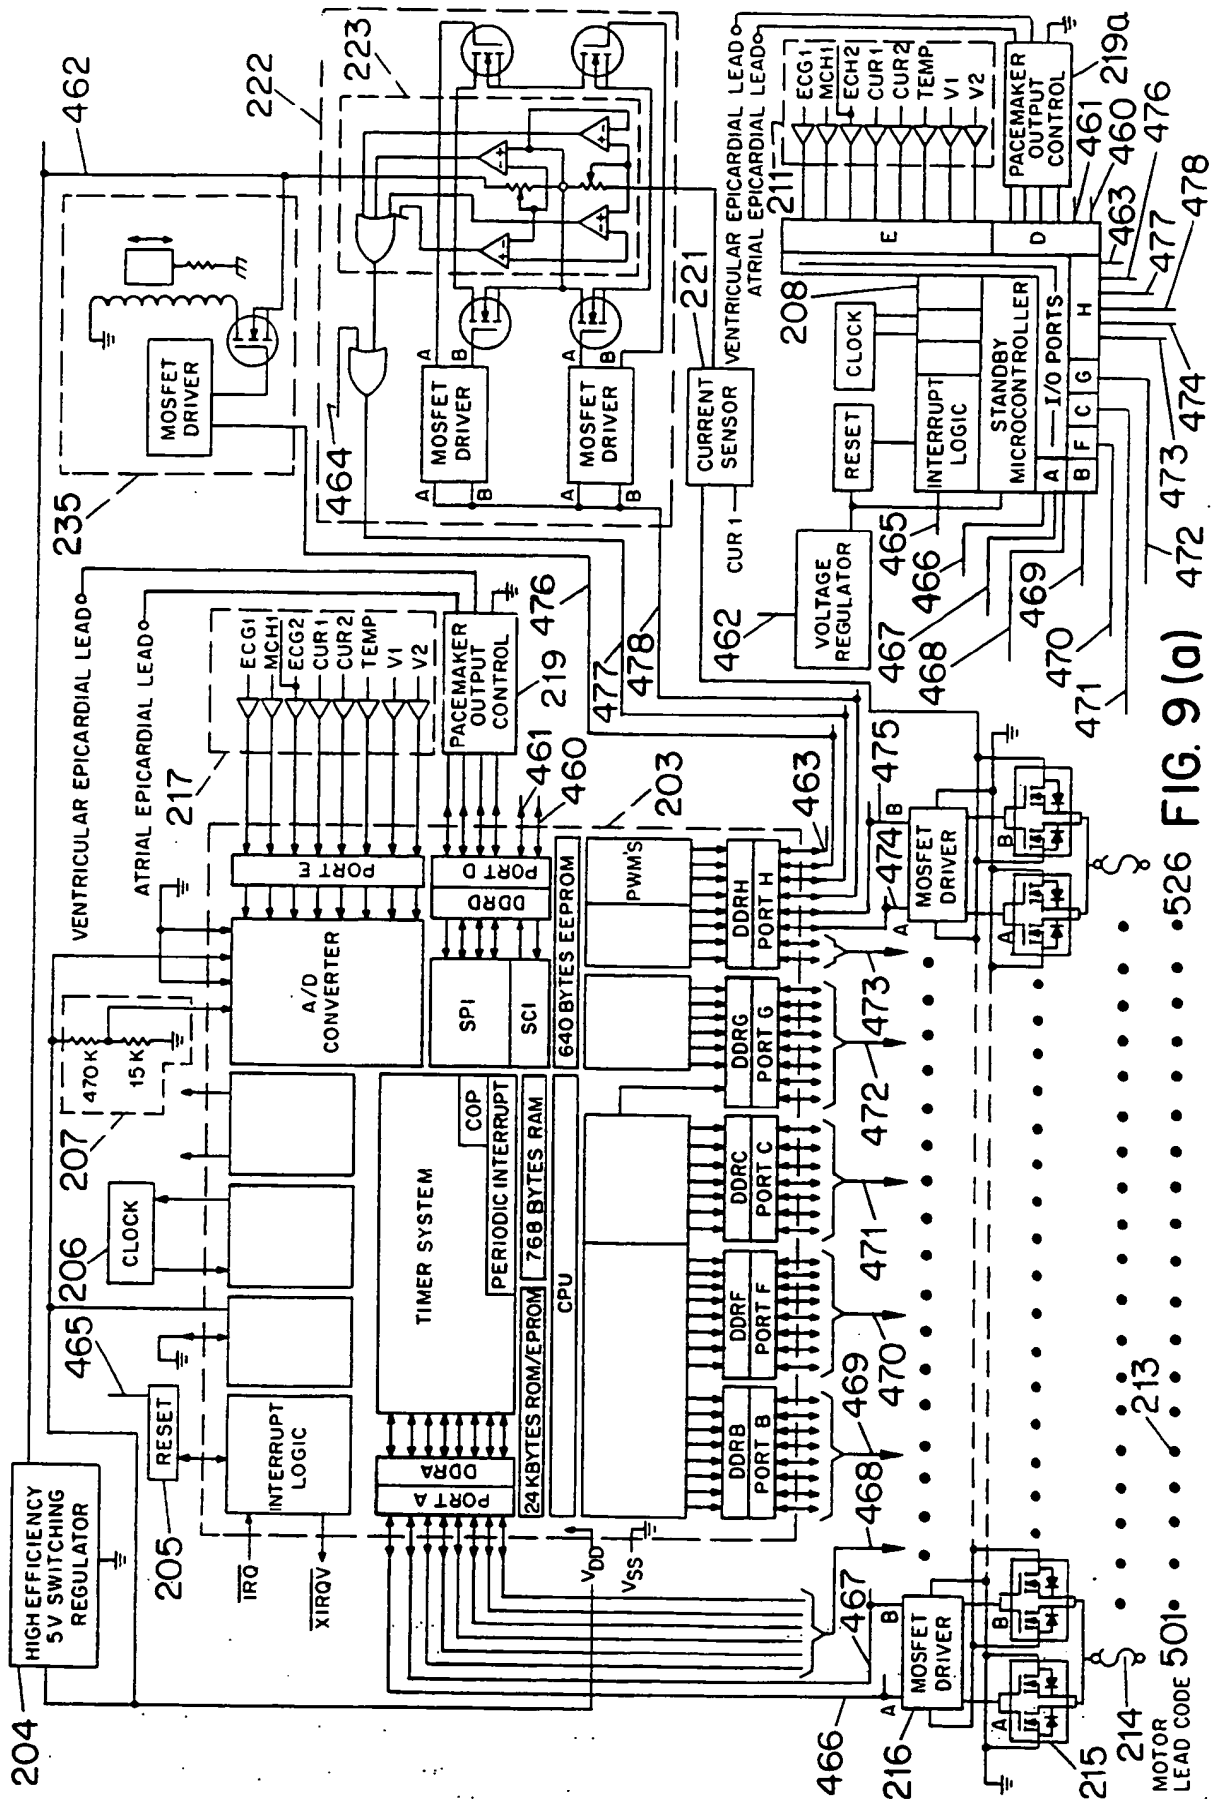 204
HIGH EFFICIENCY
5V SWITCHING
REGULATOR
205
RESET
465
206
CLOCK
207
470K
15K
VENTRICULAR EPICARDIAL LEAD
ATRIAL EPICARDIAL LEAD
217
ECG1
MCH1
ECG2
CUR1
CUR2
TEMP
V1
V2
PACEMAKER
OUTPUT
CONTROL
219
461
460
203
IRQ
XIRQV
INTERRUPT
LOGIC
A/D
CONVERTER
PORT E
PORT D
DDRD
SPI
SCI
640 BYTES EEPROM
TIMER SYSTEM
COP
PERIODIC INTERRUPT
24 KBYTES ROM/EPROM
768 BYTES RAM
CPU
PORT A
DDRA
VDD
VSS
PWM'S
DDRB
PORT B
DDRF
PORT F
DDRC
PORT C
DDRG
PORT G
DDRH
PORT H
463
466
467
468
469
470
471
472
473
474
475
A
B
MOSFET
DRIVER
216
A
B
215
214
MOTOR
LEAD CODE 501
213
526
A
B
MOSFET
DRIVER
A
B
235
MOSFET
DRIVER
462
222
223
464
A
B
MOSFET
DRIVER
A
B
A
B
MOSFET
DRIVER
A
B
476
477
478
221
CURRENT
SENSOR
CUR1
462
VOLTAGE
REGULATOR
VENTRICULAR EPICARDIAL LEAD
ATRIAL EPICARDIAL LEAD
211
ECG1
MCH1
ECH2
CUR1
CUR2
TEMP
V1
V2
PACEMAKER
OUTPUT
CONTROL
219a
208
CLOCK
RESET
INTERRUPT
LOGIC
STANDBY
MICROCONTROLLER
I/O PORTS
E
D
A
B
F
C
G
H
461
460
463
476
477
478
474
473
472
465
466
467
468
469
470
471
FIG. 9(a)